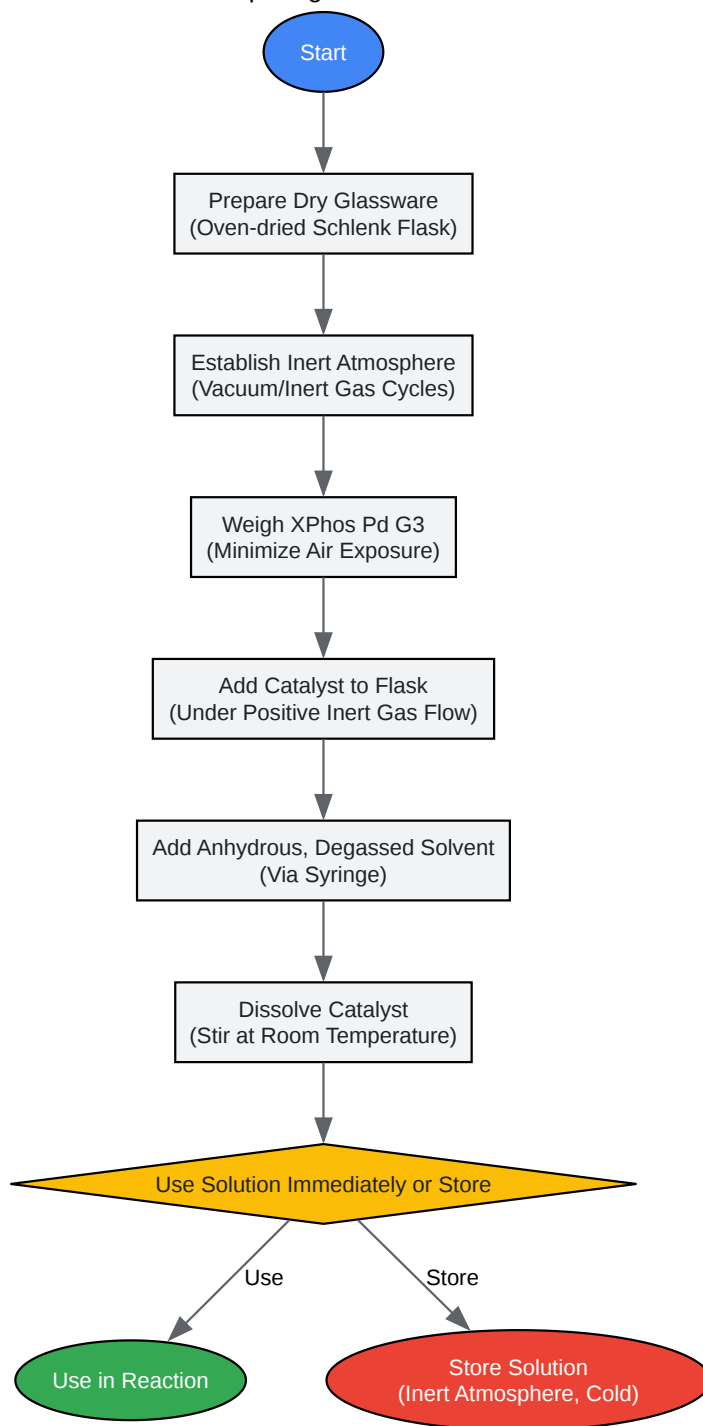 Start
Prepare Dry Glassware
(Oven-dried Schlenk Flask)
Establish Inert Atmosphere
(Vacuum/Inert Gas Cycles)
Weigh XPhos Pd G3
(Minimize Air Exposure)
Add Catalyst to Flask
(Under Positive Inert Gas Flow)
Add Anhydrous, Degassed Solvent
(Via Syringe)
Dissolve Catalyst
(Stir at Room Temperature)
Use Solution Immediately or Store
Use
Store
Use in Reaction
Store Solution
(Inert Atmosphere, Cold)